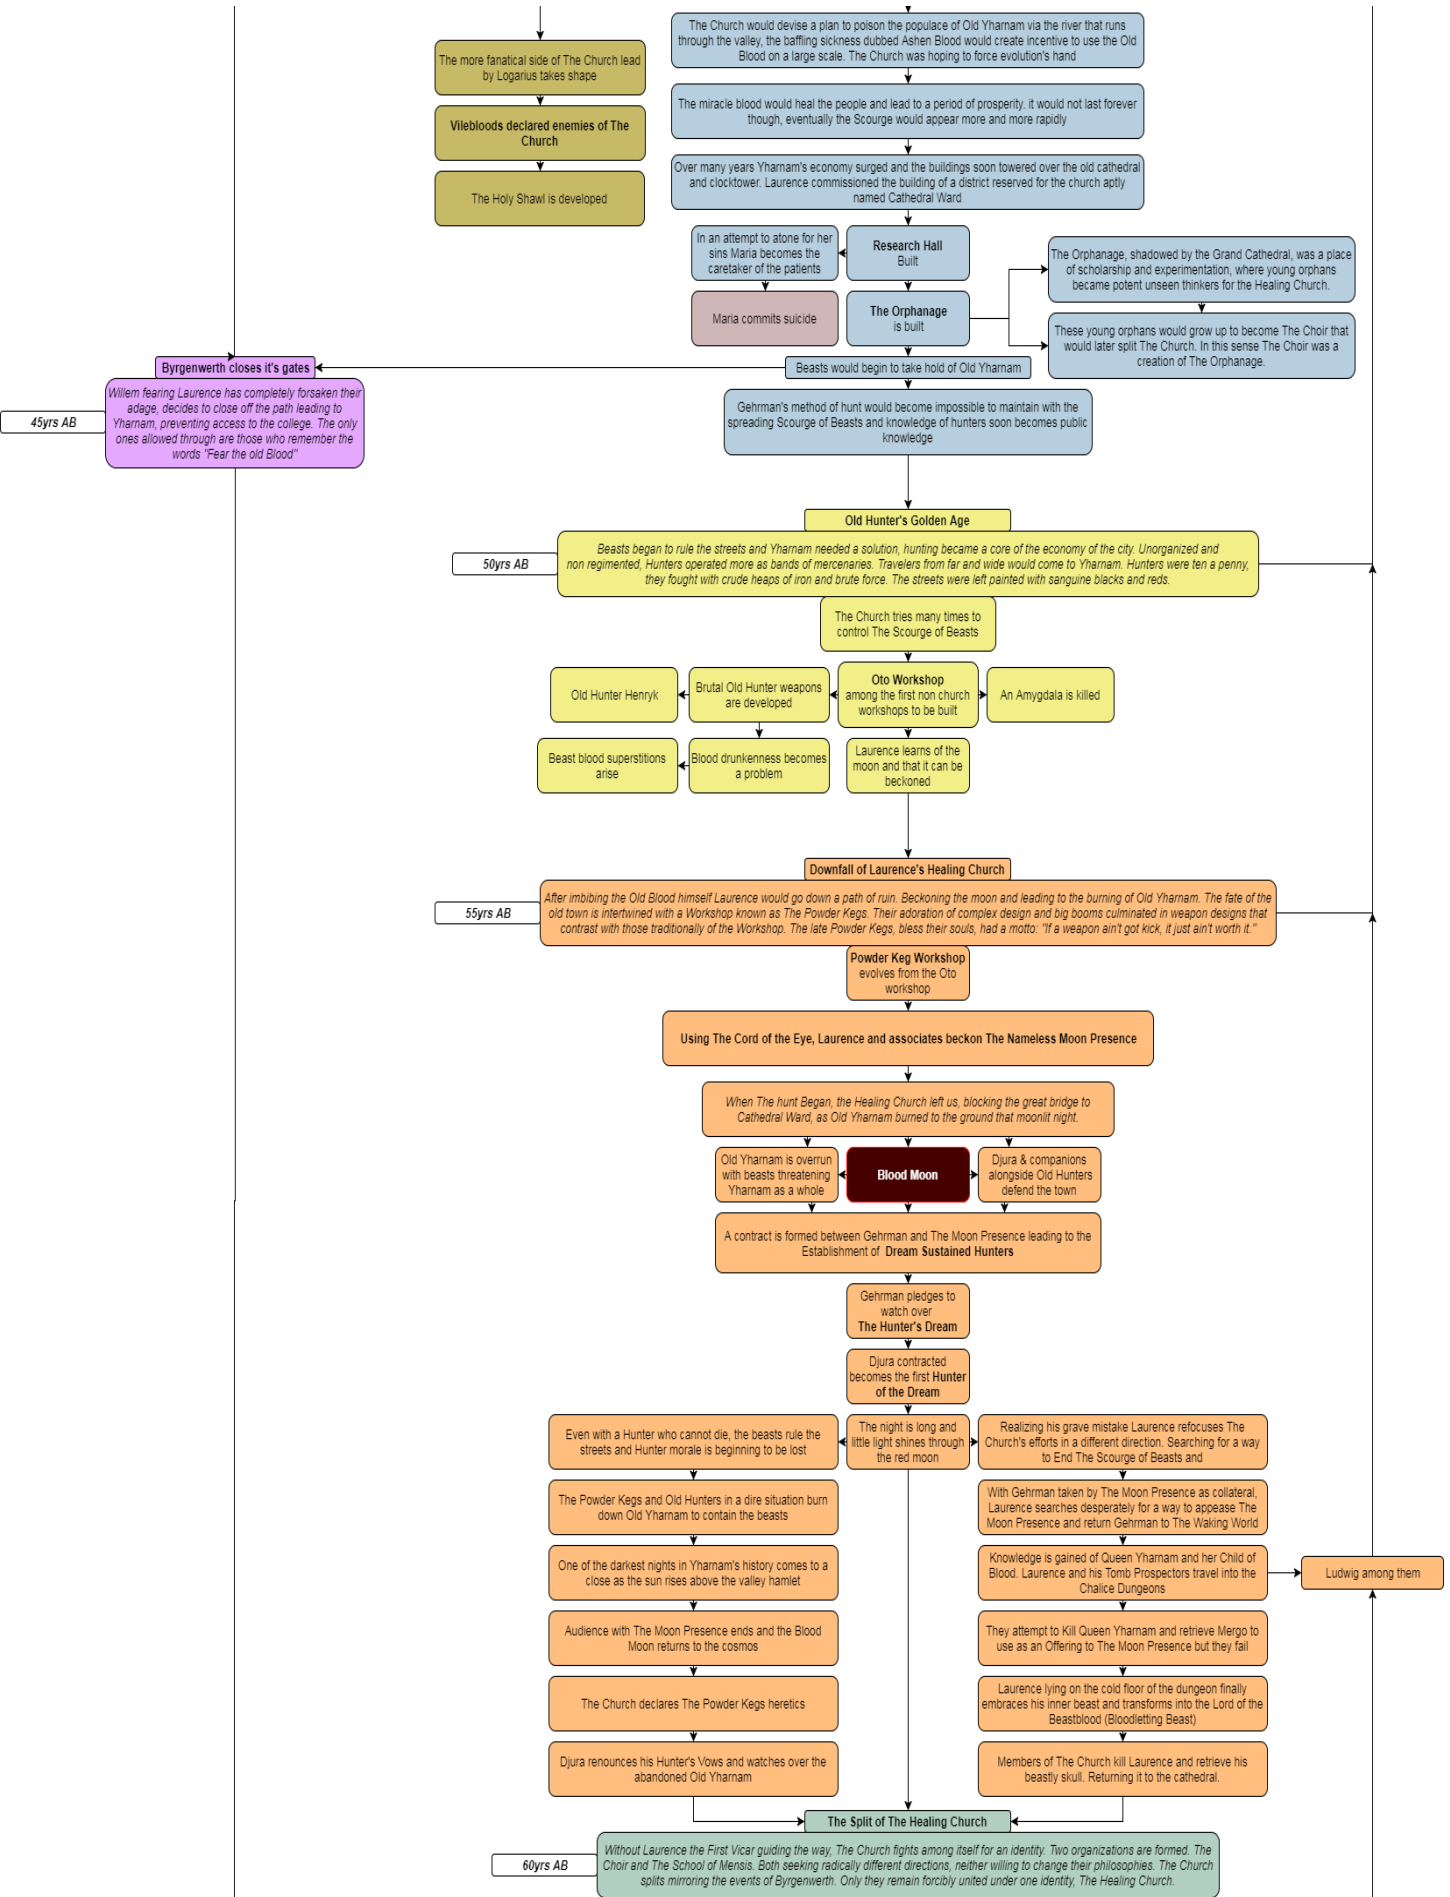 The Church would devise a plan to poison the populace of Old Yharnam via the river that runs
through the valley, the baffling sickness dubbed Ashen Blood would create incentive to use the Old
Blood on a large scale. The Church was hoping to force evolution's hand
The more fanatical side of The Church lead
by Logarius takes shape
The miracle blood would heal the people and lead to a period of prosperity. it would not last forever
though, eventually the Scourge would appear more and more rapidly
Vilebloods declared enemies of The
Church
Over many years Yharnam's economy surged and the buildings soon towered over the old cathedral
and clocktower. Laurence commissioned the building of a district reserved for the church aptly
named Cathedral Ward
The Holy Shawl is developed
In an attempt to atone for her
sins Maria becomes the
caretaker of the patients
Research Hall
Built
The Orphanage, shadowed by the Grand Cathedral, was a place
of scholarship and experimentation, where young orphans
became potent unseen thinkers for the Healing Church.
Maria commits suicide
The Orphanage
is built
These young orphans would grow up to become The Choir that
would later split The Church. In this sense The Choir was a
creation of The Orphanage.
Byrgenwerth closes it's gates
Beasts would begin to take hold of Old Yharnam
45yrs AB
Willem fearing Laurence has completely forsaken their
adage, decides to close off the path leading to
Yharnam, preventing access to the college. The only
ones allowed through are those who remember the
words "Fear the old Blood"
Gehrman's method of hunt would become impossible to maintain with the
spreading Scourge of Beasts and knowledge of hunters soon becomes public
knowledge
Old Hunter's Golden Age
50yrs AB
Beasts began to rule the streets and Yharnam needed a solution, hunting became a core of the economy of the city. Unorganized and
non regimented, Hunters operated more as bands of mercenaries. Travelers from far and wide would come to Yharnam. Hunters were ten a penny,
they fought with crude heaps of iron and brute force. The streets were left painted with sanguine blacks and reds.
The Church tries many times to
control The Scourge of Beasts
Old Hunter Henryk
Brutal Old Hunter weapons
are developed
Oto Workshop
among the first non church
workshops to be built
An Amygdala is killed
Beast blood superstitions
arise
Blood drunkenness becomes
a problem
Laurence learns of the
moon and that it can be
beckoned
Downfall of Laurence's Healing Church
55yrs AB
After imbibing the Old Blood himself Laurence would go down a path of ruin. Beckoning the moon and leading to the burning of Old Yharnam. The fate of the
old town is intertwined with a Workshop known as The Powder Kegs. Their adoration of complex design and big booms culminated in weapon designs that
contrast with those traditionally of the Workshop. The late Powder Kegs, bless their souls, had a motto: "If a weapon ain't got kick, it just ain't worth it."
Powder Keg Workshop
evolves from the Oto
workshop
Using The Cord of the Eye, Laurence and associates beckon The Nameless Moon Presence
When The hunt Began, the Healing Church left us, blocking the great bridge to
Cathedral Ward, as Old Yharnam burned to the ground that moonlit night.
Old Yharnam is overrun
with beasts threatening
Yharnam as a whole
Blood Moon
Djura & companions
alongside Old Hunters
defend the town
A contract is formed between Gehrman and The Moon Presence leading to the
Establishment of Dream Sustained Hunters
Gehrman pledges to
watch over
The Hunter's Dream
Djura contracted
becomes the first Hunter
of the Dream
Even with a Hunter who cannot die, the beasts rule the
streets and Hunter morale is beginning to be lost
The night is long and
little light shines through
the red moon
Realizing his grave mistake Laurence refocuses The
Church's efforts in a different direction. Searching for a way
to End The Scourge of Beasts and
The Powder Kegs and Old Hunters in a dire situation burn
down Old Yharnam to contain the beasts
With Gehrman taken by The Moon Presence as collateral,
Laurence searches desperately for a way to appease The
Moon Presence and return Gehrman to The Waking World
One of the darkest nights in Yharnam's history comes to a
close as the sun rises above the valley hamlet
Knowledge is gained of Queen Yharnam and her Child of
Blood. Laurence and his Tomb Prospectors travel into the
Chalice Dungeons
Ludwig among them
Audience with The Moon Presence ends and the Blood
Moon returns to the cosmos
They attempt to Kill Queen Yharnam and retrieve Mergo to
use as an Offering to The Moon Presence but they fail
The Church declares The Powder Kegs heretics
Laurence lying on the cold floor of the dungeon finally
embraces his inner beast and transforms into the Lord of the
Beastblood (Bloodletting Beast)
Djura renounces his Hunter's Vows and watches over the
abandoned Old Yharnam
Members of The Church kill Laurence and retrieve his
beastly skull. Returning it to the cathedral.
The Split of The Healing Church
60yrs AB
Without Laurence the First Vicar guiding the way, The Church fights among itself for an identity. Two organizations are formed. The
Choir and The School of Mensis. Both seeking radically different directions, neither willing to change their philosophies. The Church
splits mirroring the events of Byrgenwerth. Only they remain forcibly united under one identity, The Healing Church.